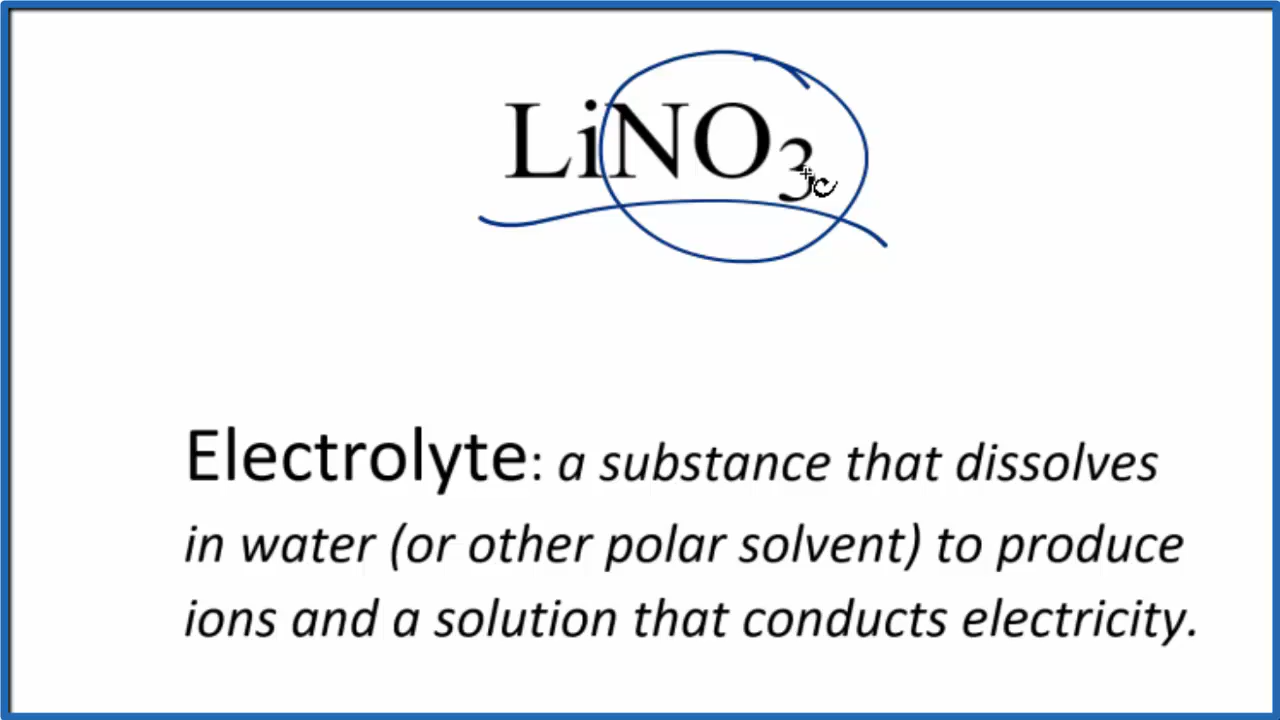 LiNO₃
Electrolyte: a substance that dissolves
in water (or other polar solvent) to produce
ions and a solution that conducts electricity.